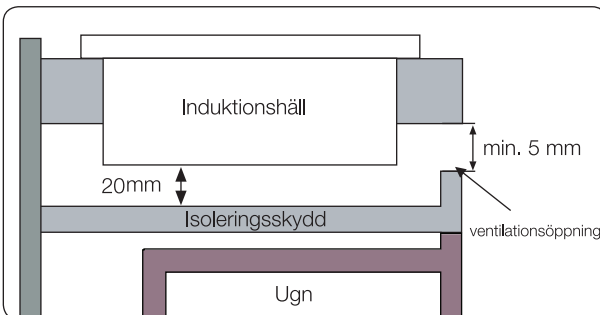 Induktionshäll
min. 5 mm
20mm
Isoleringsskydd
ventilationsöppning
Ugn